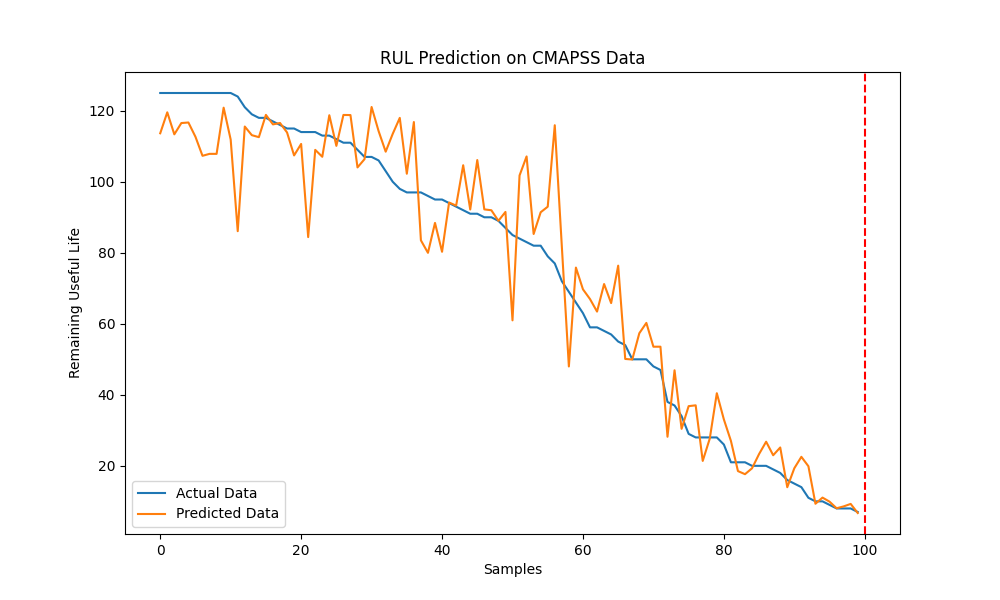 RUL Prediction on CMAPSS Data
Remaining Useful Life
120
100
80
60
40
20
Actual Data
Predicted Data
0
20
40
60
80
100
Samples